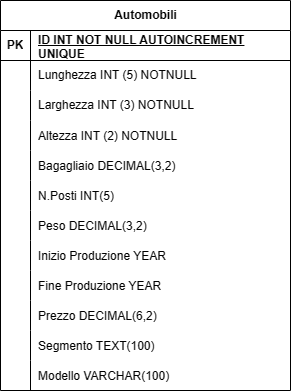 Automobili
PK
ID INT NOT NULL AUTOINCREMENT
UNIQUE
Lunghezza INT (5) NOTNULL
Larghezza INT (3) NOTNULL
Altezza INT (2) NOTNULL
Bagagliaio DECIMAL(3,2)
N.Posti INT(5)
Peso DECIMAL(3,2)
Inizio Produzione YEAR
Fine Produzione YEAR
Prezzo DECIMAL(6,2)
Segmento TEXT(100)
Modello VARCHAR(100)